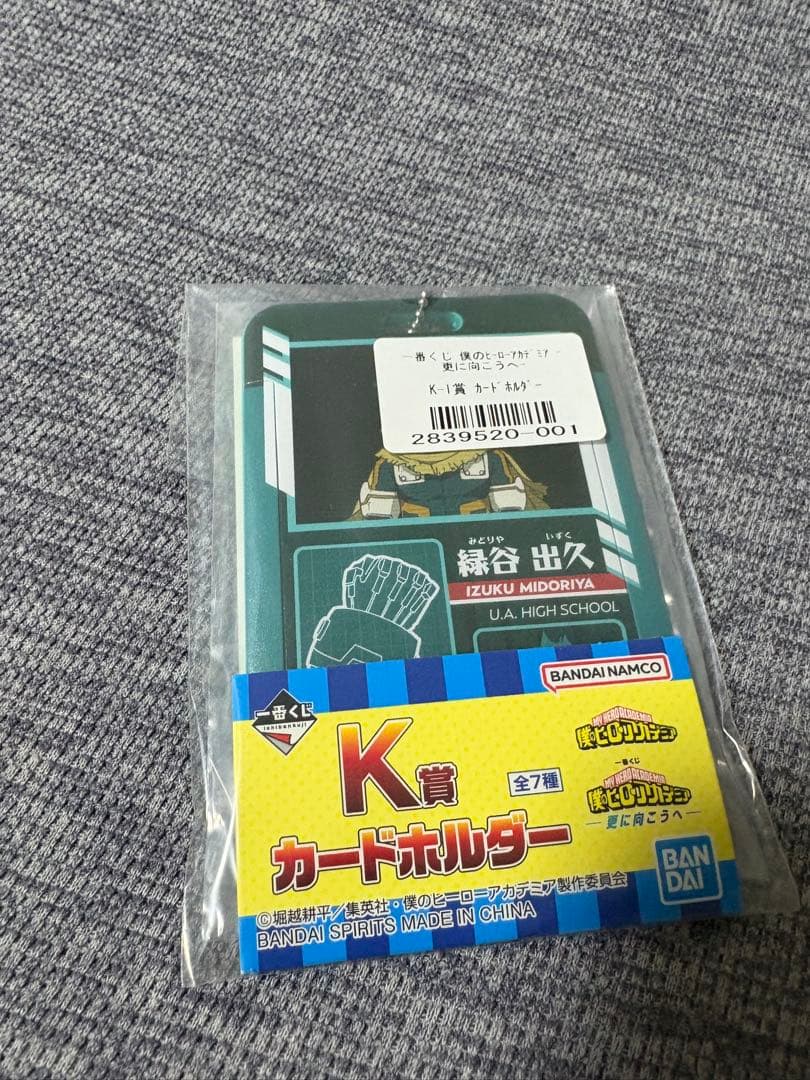 一番くじ 僕のﾋｰﾛｰｱｶﾃﾞﾐｱ -
更に向こうへ-
K-1賞 ｶｰﾄﾞﾎﾙﾀﾞｰ
2839520-001
みどりや いずく
緑谷 出久
IZUKU MIDORIYA
U.A. HIGH SCHOOL
BANDAI NAMCO
一番くじ
ichibankuji
K賞
全7種
カードホルダー
MY HERO ACADEMIA
僕のヒーローアカデミア
一番くじ
MY HERO ACADEMIA
僕のヒーローアカデミア
―更に向こうへ―
BAN
DAI
©堀越耕平／集英社・僕のヒーローアカデミア製作委員会
BANDAI SPIRITS MADE IN CHINA